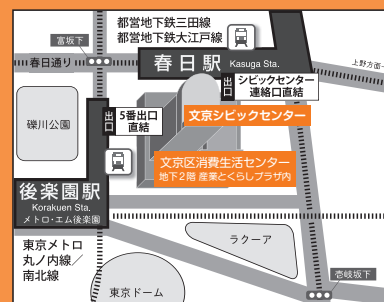 都営地下鉄三田線
都営地下鉄大江戸線
富坂下
春日通り
春日駅 Kasuga Sta.
上野方面
出口
シビックセンター
連絡口直結
文京シビックセンター
礫川公園
出口
5番出口
直結
文京区消費生活センター
地下2階 産業とくらしプラザ内
後楽園駅
Korakuen Sta.
メトロ・エム後楽園
東京メトロ
丸ノ内線／
南北線
ラクーア
壱岐坂下
東京ドーム